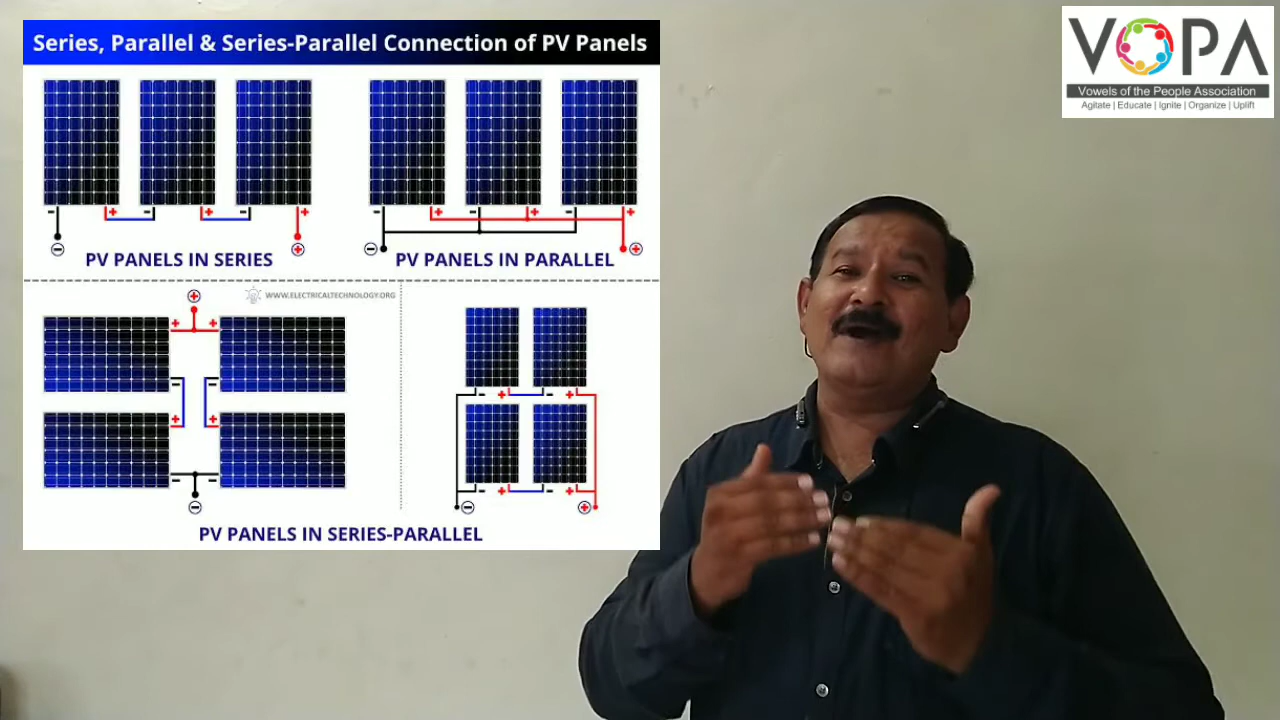 Series, Parallel & Series-Parallel Connection of PV Panels
VOPA
Vowels of the People Association
Agitate | Educate | Ignite | Organize | Uplift
- + - + - +
- + - + - +
PV PANELS IN SERIES
PV PANELS IN PARALLEL
WWW.ELECTRICALTECHNOLOGY.ORG
+
+ +
- -
+ +
- -
-
- + - +
- + - +
- +
PV PANELS IN SERIES-PARALLEL